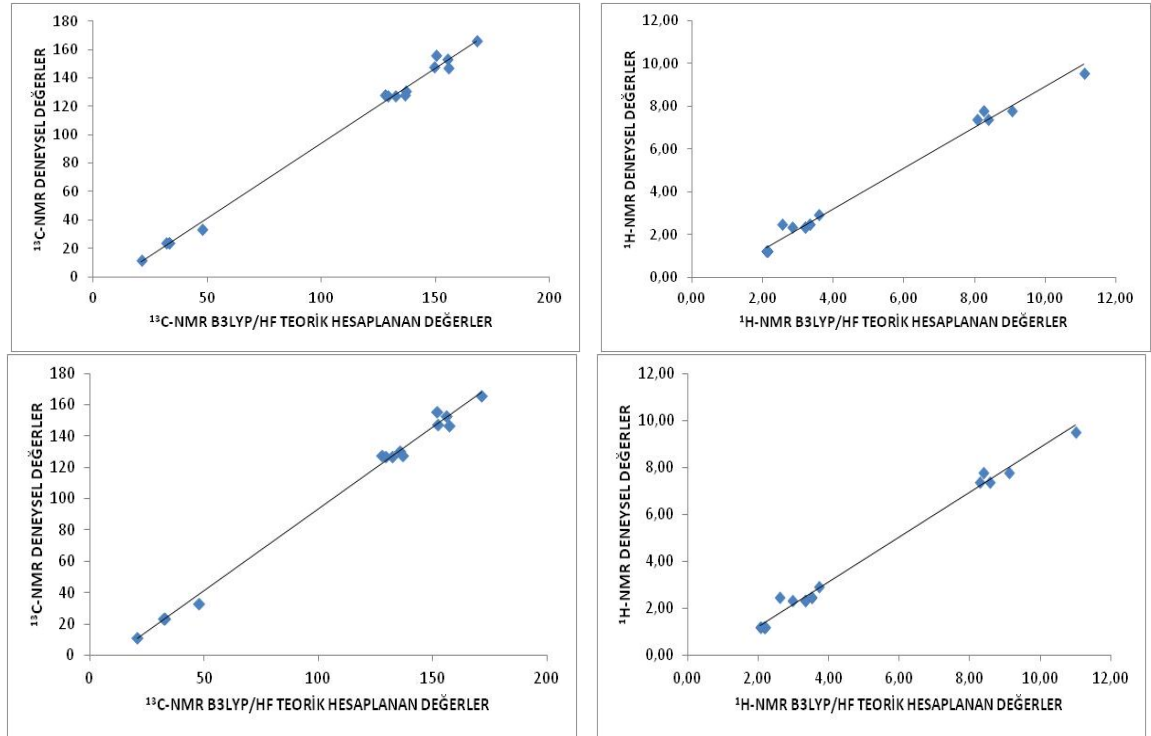 180
160
140
120
100
80
60
40
20
0
0 50 100 150 200
¹³C-NMR DENEYSEL DEĞERLER
¹³C-NMR B3LYP/HF TEORİK HESAPLANAN DEĞERLER
12,00
10,00
8,00
6,00
4,00
2,00
0,00
0,00 2,00 4,00 6,00 8,00 10,00 12,00
¹H-NMR DENEYSEL DEĞERLER
¹H-NMR B3LYP/HF TEORİK HESAPLANAN DEĞERLER
180
160
140
120
100
80
60
40
20
0
0 50 100 150 200
¹³C-NMR DENEYSEL DEĞERLER
¹³C-NMR B3LYP/HF TEORİK HESAPLANAN DEĞERLER
12,00
10,00
8,00
6,00
4,00
2,00
0,00
0,00 2,00 4,00 6,00 8,00 10,00 12,00
¹H-NMR DENEYSEL DEĞERLER
¹H-NMR B3LYP/HF TEORİK HESAPLANAN DEĞERLER